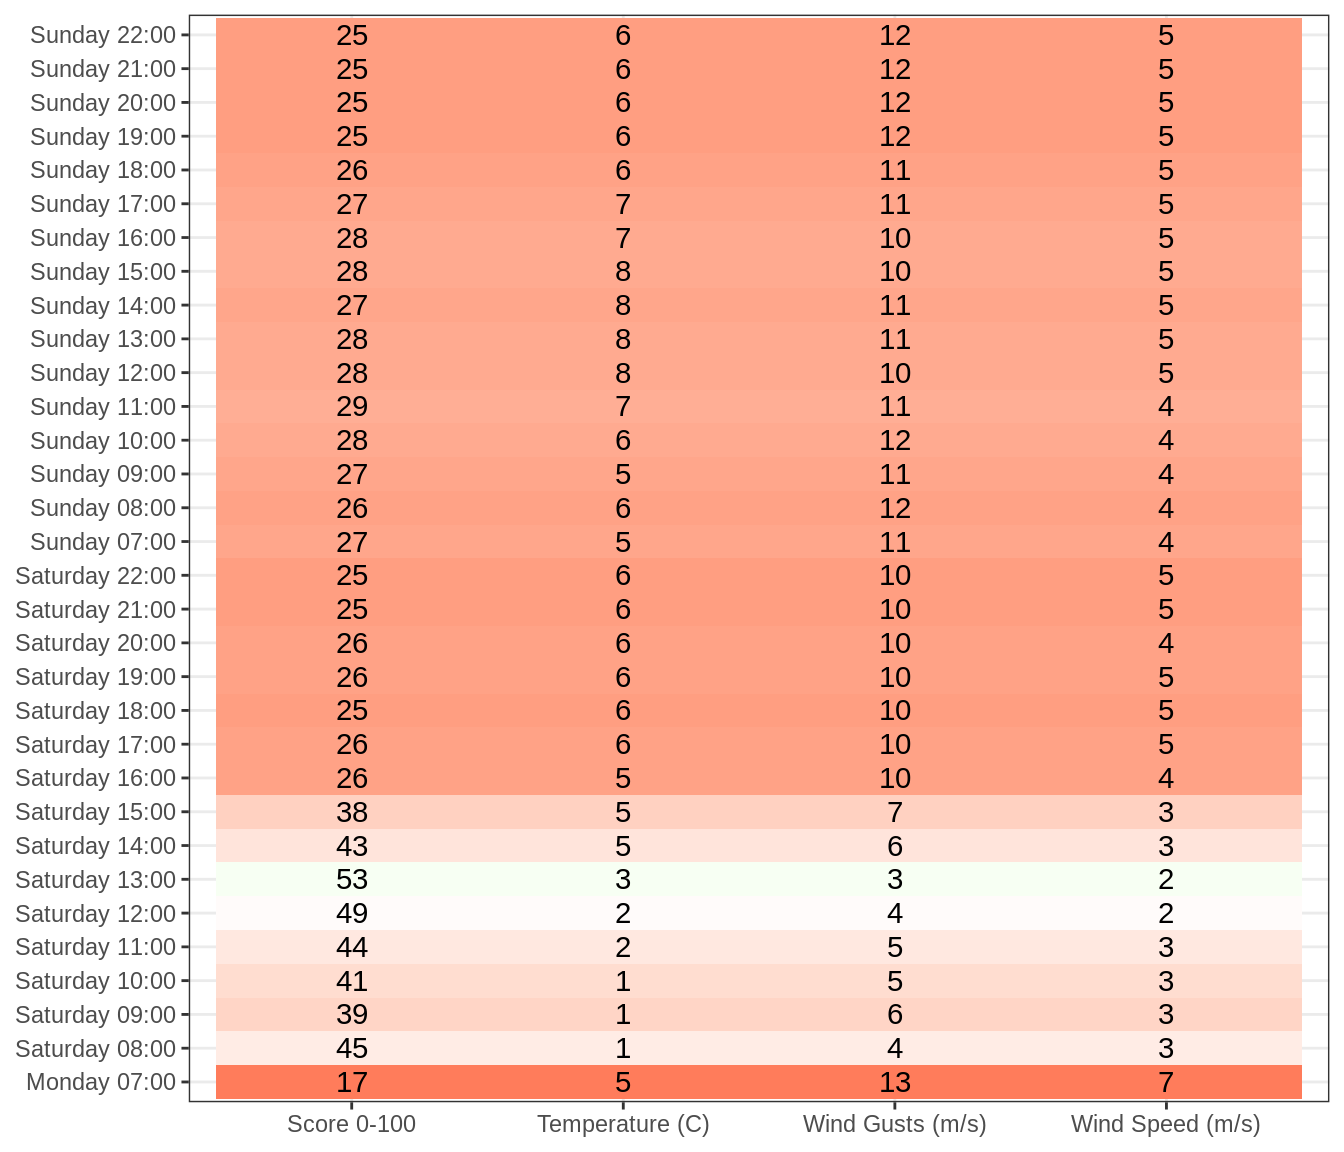 Sunday 22:00 25 6 12 5
Sunday 21:00 25 6 12 5
Sunday 20:00 25 6 12 5
Sunday 19:00 25 6 12 5
Sunday 18:00 26 6 11 5
Sunday 17:00 27 7 11 5
Sunday 16:00 28 7 10 5
Sunday 15:00 28 8 10 5
Sunday 14:00 27 8 11 5
Sunday 13:00 28 8 11 5
Sunday 12:00 28 8 10 5
Sunday 11:00 29 7 11 4
Sunday 10:00 28 6 12 4
Sunday 09:00 27 5 11 4
Sunday 08:00 26 6 12 4
Sunday 07:00 27 5 11 4
Saturday 22:00 25 6 10 5
Saturday 21:00 25 6 10 5
Saturday 20:00 26 6 10 4
Saturday 19:00 26 6 10 5
Saturday 18:00 25 6 10 5
Saturday 17:00 26 6 10 5
Saturday 16:00 26 5 10 4
Saturday 15:00 38 5 7 3
Saturday 14:00 43 5 6 3
Saturday 13:00 53 3 3 2
Saturday 12:00 49 2 4 2
Saturday 11:00 44 2 5 3
Saturday 10:00 41 1 5 3
Saturday 09:00 39 1 6 3
Saturday 08:00 45 1 4 3
Monday 07:00 17 5 13 7
Score 0-100 Temperature (C) Wind Gusts (m/s) Wind Speed (m/s)